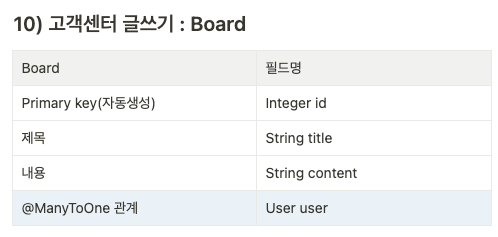 10) 고객센터 글쓰기 : Board
Board 필드명
Primary key(자동생성) Integer id
제목 String title
내용 String content
@ManyToOne 관계 User user